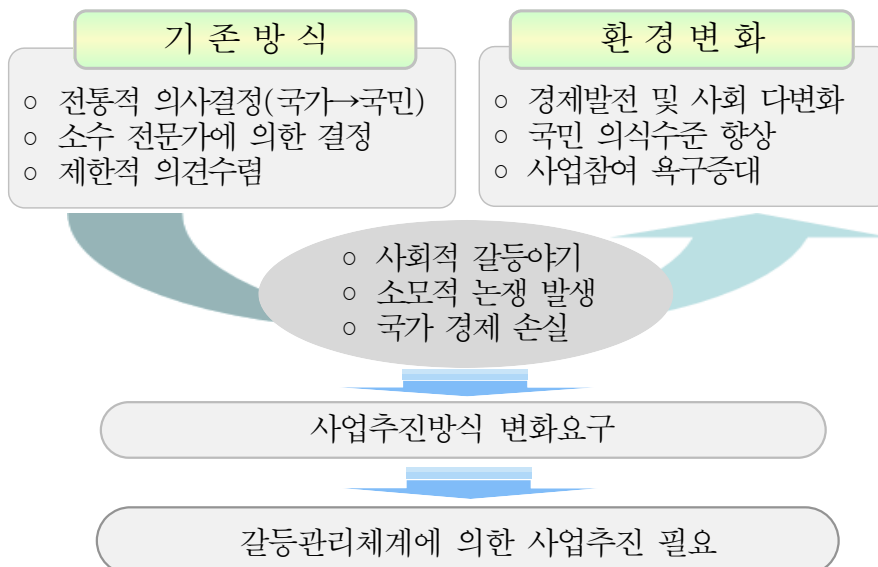 기 존 방 식
○ 전통적 의사결정(국가→국민)
○ 소수 전문가에 의한 결정
○ 제한적 의견수렴
환 경 변 화
○ 경제발전 및 사회 다변화
○ 국민 의식수준 향상
○ 사업참여 욕구증대
○ 사회적 갈등야기
○ 소모적 논쟁 발생
○ 국가 경제 손실
사업추진방식 변화요구
갈등관리체계에 의한 사업추진 필요